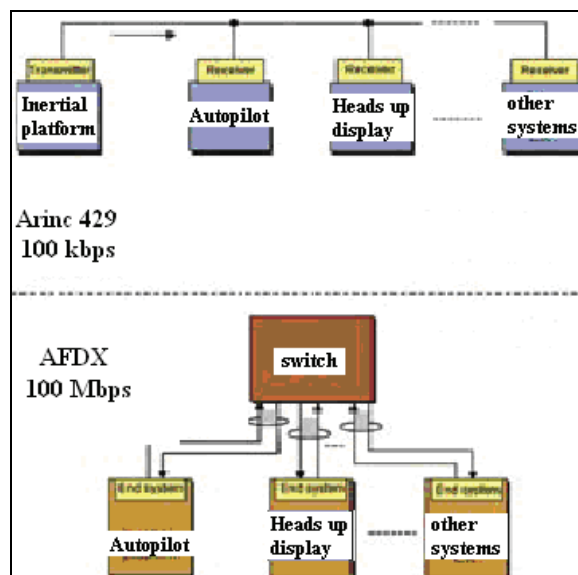 Transmitter
Receiver
Receiver
Receiver
Inertial
platform
Autopilot
Heads up
display
other
systems
Arinc 429
100 kbps
AFDX
100 Mbps
switch
End system
End system
End system
Autopilot
Heads up
display
other
systems